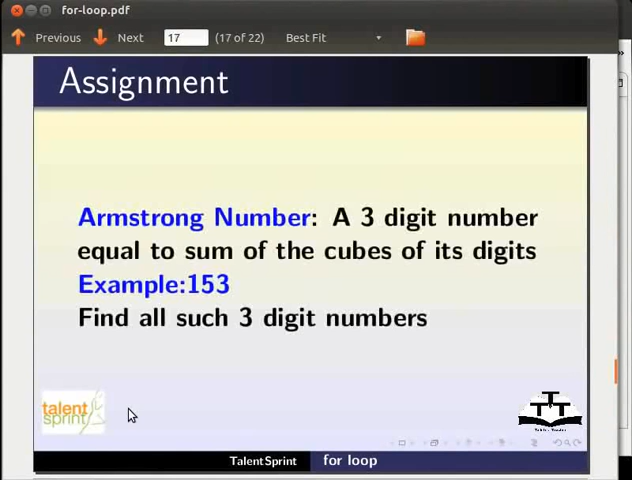 for-loop.pdf
Previous Next 17 (17 of 22) Best Fit
Assignment
Armstrong Number: A 3 digit number
equal to sum of the cubes of its digits
Example:153
Find all such 3 digit numbers
talent
sprint
TTT
TalentSprint for loop